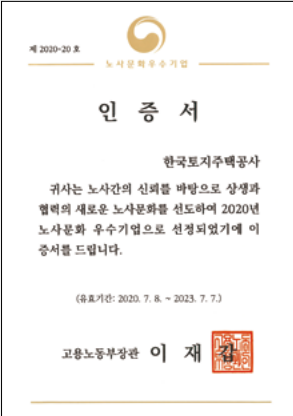 제 2020-20 호
노사문화우수기업
인 증 서
한국토지주택공사
귀사는 노사간의 신뢰를 바탕으로 상생과
협력의 새로운 노사문화를 선도하여 2020년
노사문화 우수기업으로 선정되었기에 이
증서를 드립니다.
(유효기간: 2020. 7. 8. ~ 2023. 7. 7.)
고용노동부장관 이 재 갑